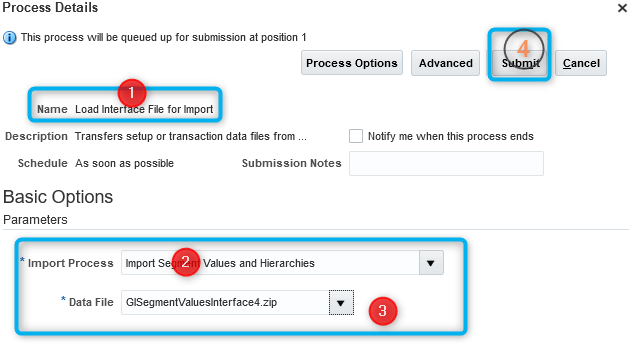 Process Details
This process will be queued up for submission at position 1
4
Process Options Advanced Submit Cancel
1
Name Load Interface File for Import
Description Transfers setup or transaction data files from ... Notify me when this process ends
Schedule As soon as possible Submission Notes
Basic Options
Parameters
* Import Process Import Segment Values and Hierarchies
2
* Data File GlSegmentValuesInterface4.zip
3